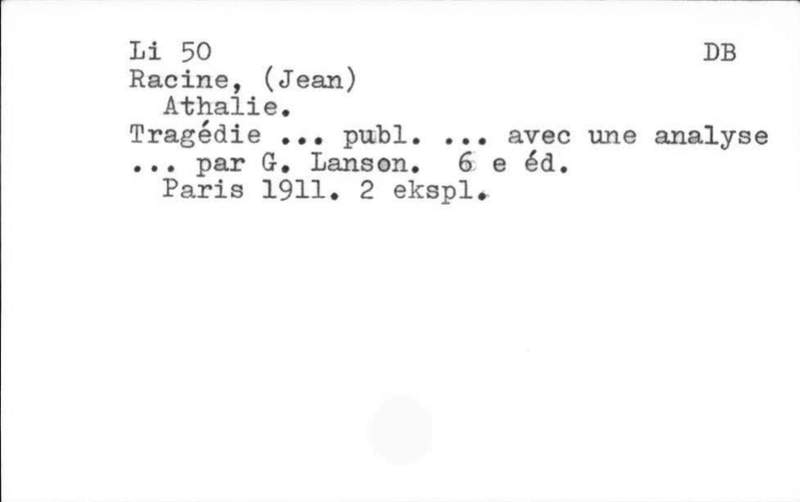 Li 50 DB
Racine, (Jean)
Athalie.
Tragédie ... publ. ... avec une analyse
... par G. Lanson. 6 e éd.
Paris 1911. 2 ekspl.